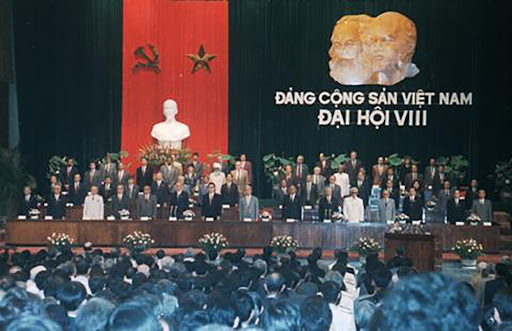 ĐẢNG CỘNG SẢN VIỆT NAM
ĐẠI HỘI VIII